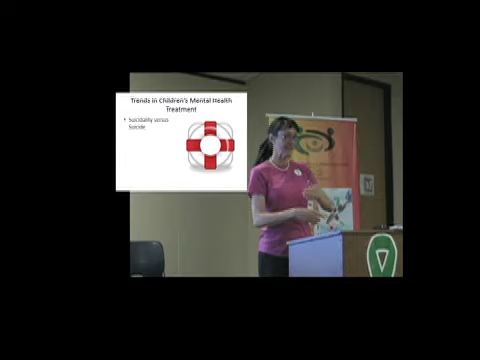 Trends in Children's Mental Health
Treatment
• Suicidality versus
Suicide